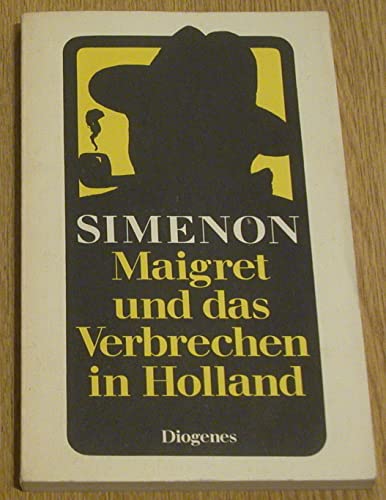 SIMENON
Maigret
und das
Verbrechen
in Holland
Diogenes